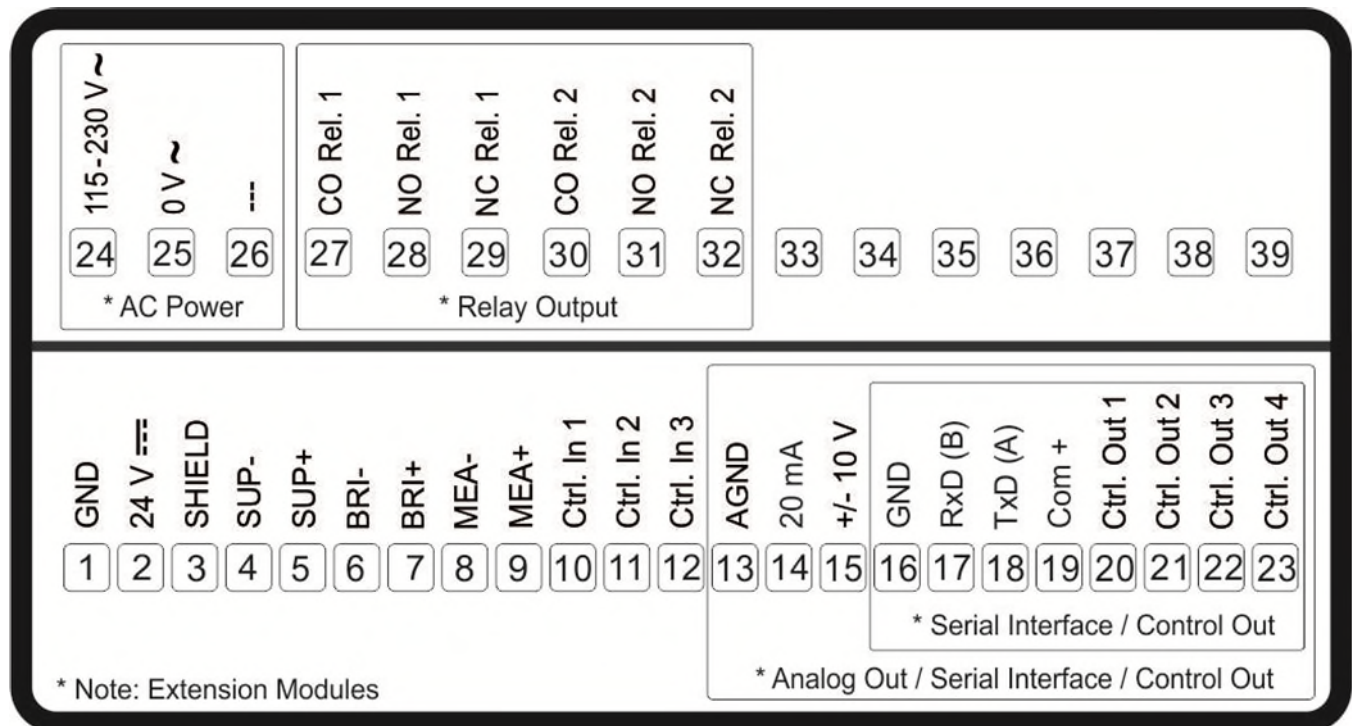 115-230 V ~
0 V ~
---
CO Rel. 1
NO Rel. 1
NC Rel. 1
CO Rel. 2
NO Rel. 2
NC Rel. 2
24 25 26 27 28 29 30 31 32 33 34 35 36 37 38 39
* AC Power
* Relay Output
GND
24 V ⎓
SHIELD
SUP-
SUP+
BRI-
BRI+
MEA-
MEA+
Ctrl. In 1
Ctrl. In 2
Ctrl. In 3
AGND
20 mA
+/- 10 V
GND
RxD (B)
TxD (A)
Com +
Ctrl. Out 1
Ctrl. Out 2
Ctrl. Out 3
Ctrl. Out 4
1 2 3 4 5 6 7 8 9 10 11 12 13 14 15 16 17 18 19 20 21 22 23
* Serial Interface / Control Out
* Analog Out / Serial Interface / Control Out
* Note: Extension Modules